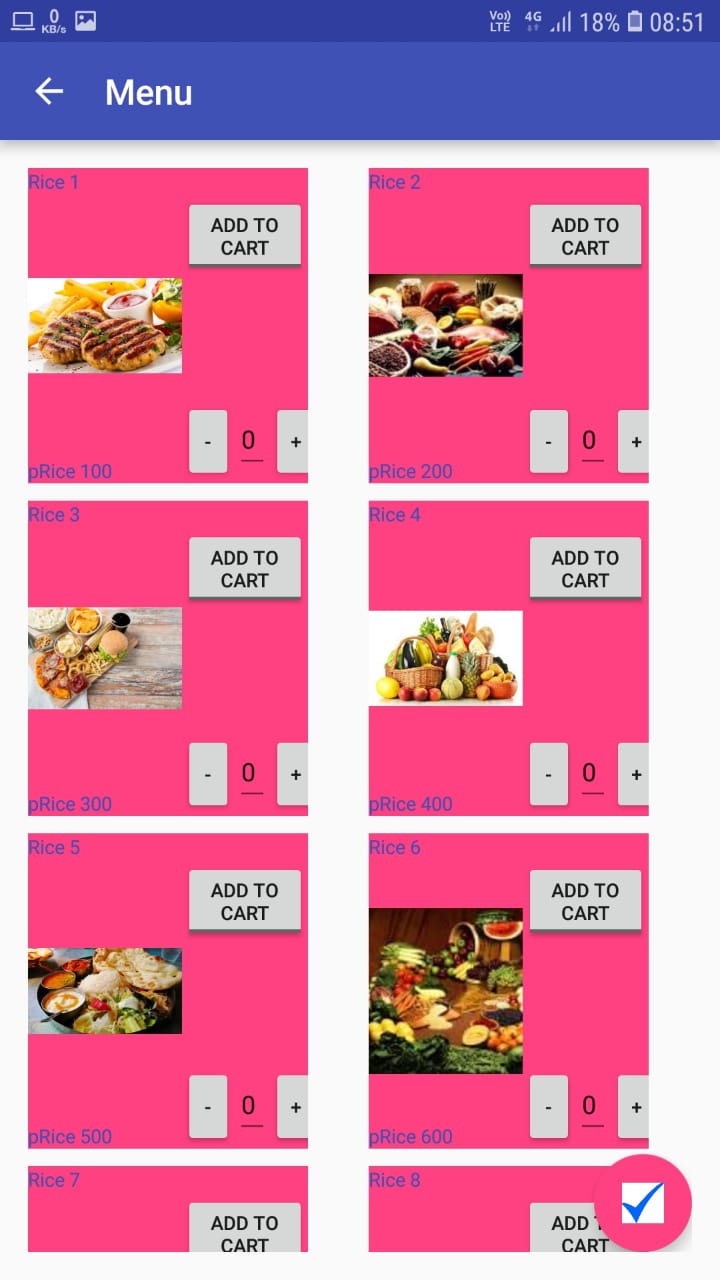 0 KB/s Vo)) LTE 4G 18% 08:51
Menu
Rice 1
ADD TO
CART
- 0 +
pRice 100
Rice 2
ADD TO
CART
- 0 +
pRice 200
Rice 3
ADD TO
CART
- 0 +
pRice 300
Rice 4
ADD TO
CART
- 0 +
pRice 400
Rice 5
ADD TO
CART
- 0 +
pRice 500
Rice 6
ADD TO
CART
- 0 +
pRice 600
Rice 7
ADD TO
CART
Rice 8
ADD
CART